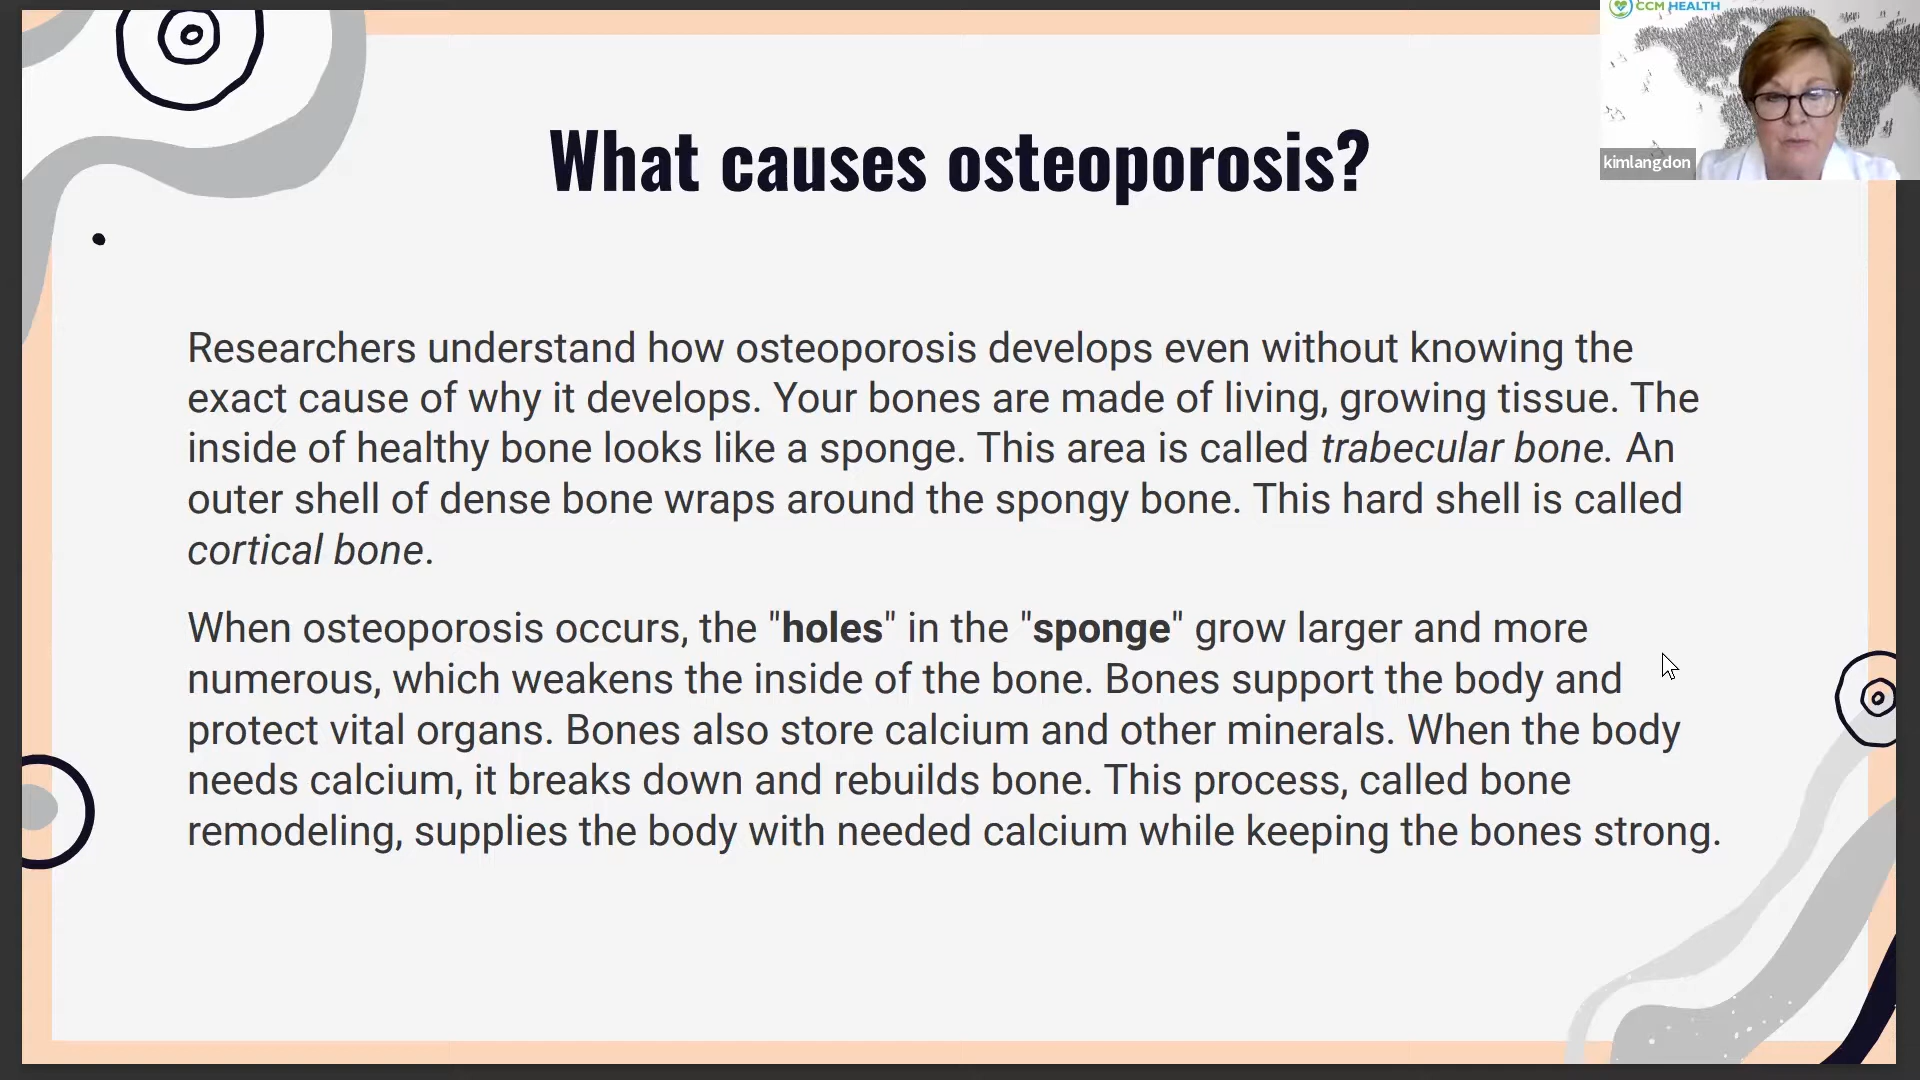 CCM HEALTH
kimlangdon
What causes osteoporosis?
Researchers understand how osteoporosis develops even without knowing the
exact cause of why it develops. Your bones are made of living, growing tissue. The
inside of healthy bone looks like a sponge. This area is called trabecular bone. An
outer shell of dense bone wraps around the spongy bone. This hard shell is called
cortical bone.
When osteoporosis occurs, the "holes" in the "sponge" grow larger and more
numerous, which weakens the inside of the bone. Bones support the body and
protect vital organs. Bones also store calcium and other minerals. When the body
needs calcium, it breaks down and rebuilds bone. This process, called bone
remodeling, supplies the body with needed calcium while keeping the bones strong.